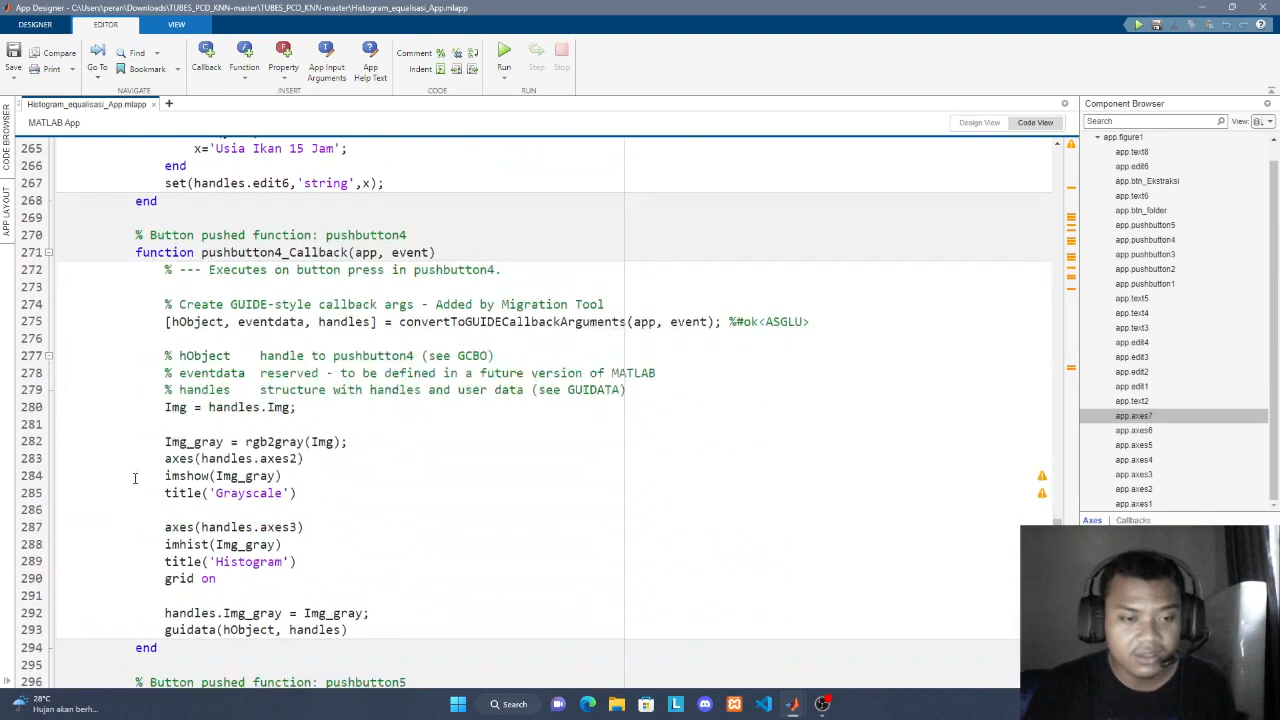 App Designer - C:\Users\peran\Downloads\TUBES_PCD_KNN-master\TUBES_PCD_KNN-master\Histogram_equalisasi_App.mlapp
DESIGNER
EDITOR
VIEW
Save
Compare
Print
Go To
Find
Bookmark
Callback
Function
Property
App Input
Arguments
App
Help Text
Comment
Indent
Run
Step
Stop
NAVIGATE
INSERT
CODE
RUN
Histogram_equalisasi_App.mlapp
MATLAB App
Design View
Code View
CODE BROWSER
APP LAYOUT
265 x='Usia Ikan 15 Jam';
266 end
267 set(handles.edit6,'string',x);
268 end
269
270 % Button pushed function: pushbutton4
271 function pushbutton4_Callback(app, event)
272 % --- Executes on button press in pushbutton4.
273
274 % Create GUIDE-style callback args - Added by Migration Tool
275 [hObject, eventdata, handles] = convertToGUIDECallbackArguments(app, event); %#ok<ASGLU>
276
277 % hObject    handle to pushbutton4 (see GCBO)
278 % eventdata  reserved - to be defined in a future version of MATLAB
279 % handles    structure with handles and user data (see GUIDATA)
280 Img = handles.Img;
281
282 Img_gray = rgb2gray(Img);
283 axes(handles.axes2)
284 imshow(Img_gray)
285 title('Grayscale')
286
287 axes(handles.axes3)
288 imhist(Img_gray)
289 title('Histogram')
290 grid on
291
292 handles.Img_gray = Img_gray;
293 guidata(hObject, handles)
294 end
295
296 % Button pushed function: pushbutton5
Component Browser
Search
View:
app.figure1
app.text8
app.edit6
app.btn_Ekstraksi
app.text6
app.btn_folder
app.pushbutton5
app.pushbutton4
app.pushbutton3
app.pushbutton2
app.pushbutton1
app.text5
app.text4
app.text3
app.edit4
app.edit3
app.edit2
app.edit1
app.text2
app.axes7
app.axes6
app.axes5
app.axes4
app.axes3
app.axes2
app.axes1
Axes
Callbacks
28°C
Hujan akan berh...
Search